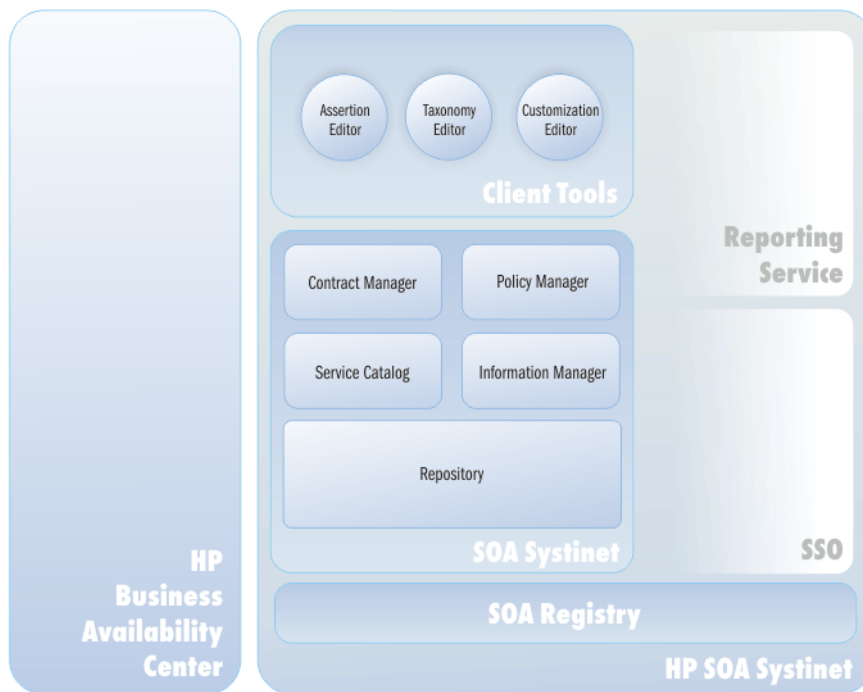 Assertion
Editor
Taxonomy
Editor
Customization
Editor
Client Tools
Reporting
Service
Contract Manager
Policy Manager
Service Catalog
Information Manager
Repository
SOA Systinet
SSO
HP
Business
Availability
Center
SOA Registry
HP SOA Systinet